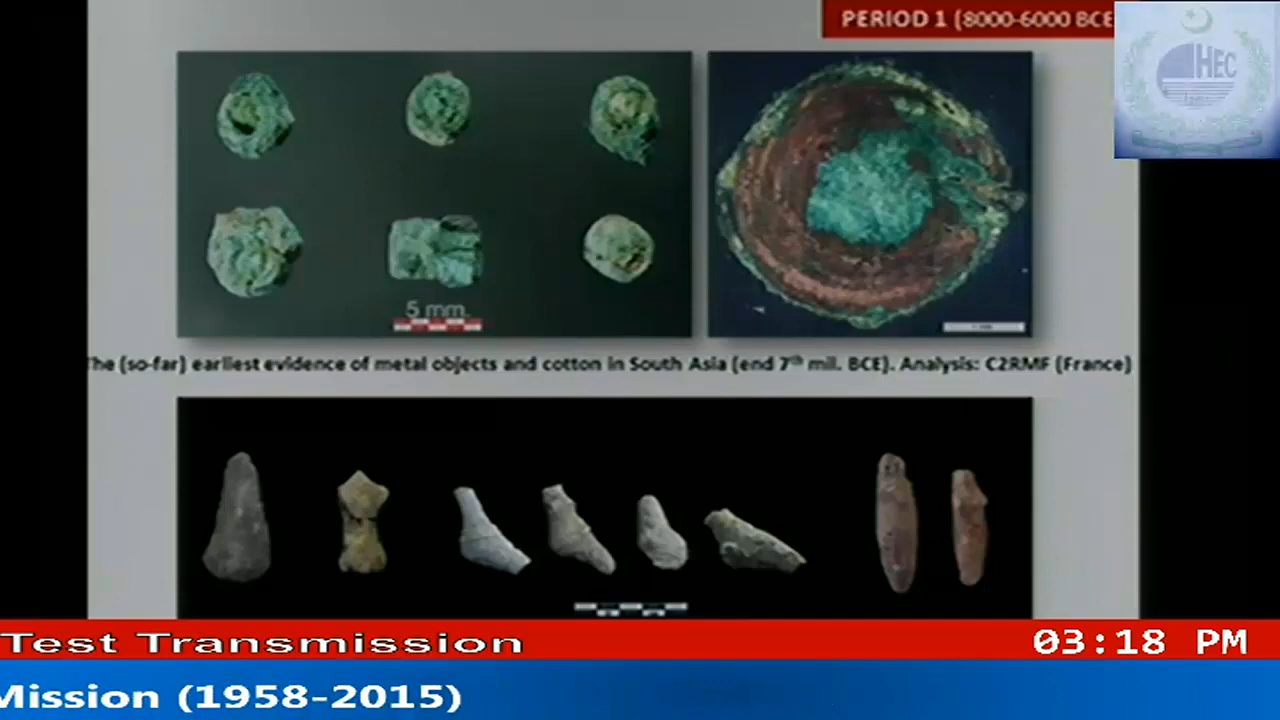 PERIOD 1 (8000-6000 BCE
HEC
5 mm.
The (so-far) earliest evidence of metal objects and cotton in South Asia (end 7th mil. BCE). Analysis: C2RMF (France)
Test Transmission
03:18 PM
Mission (1958-2015)